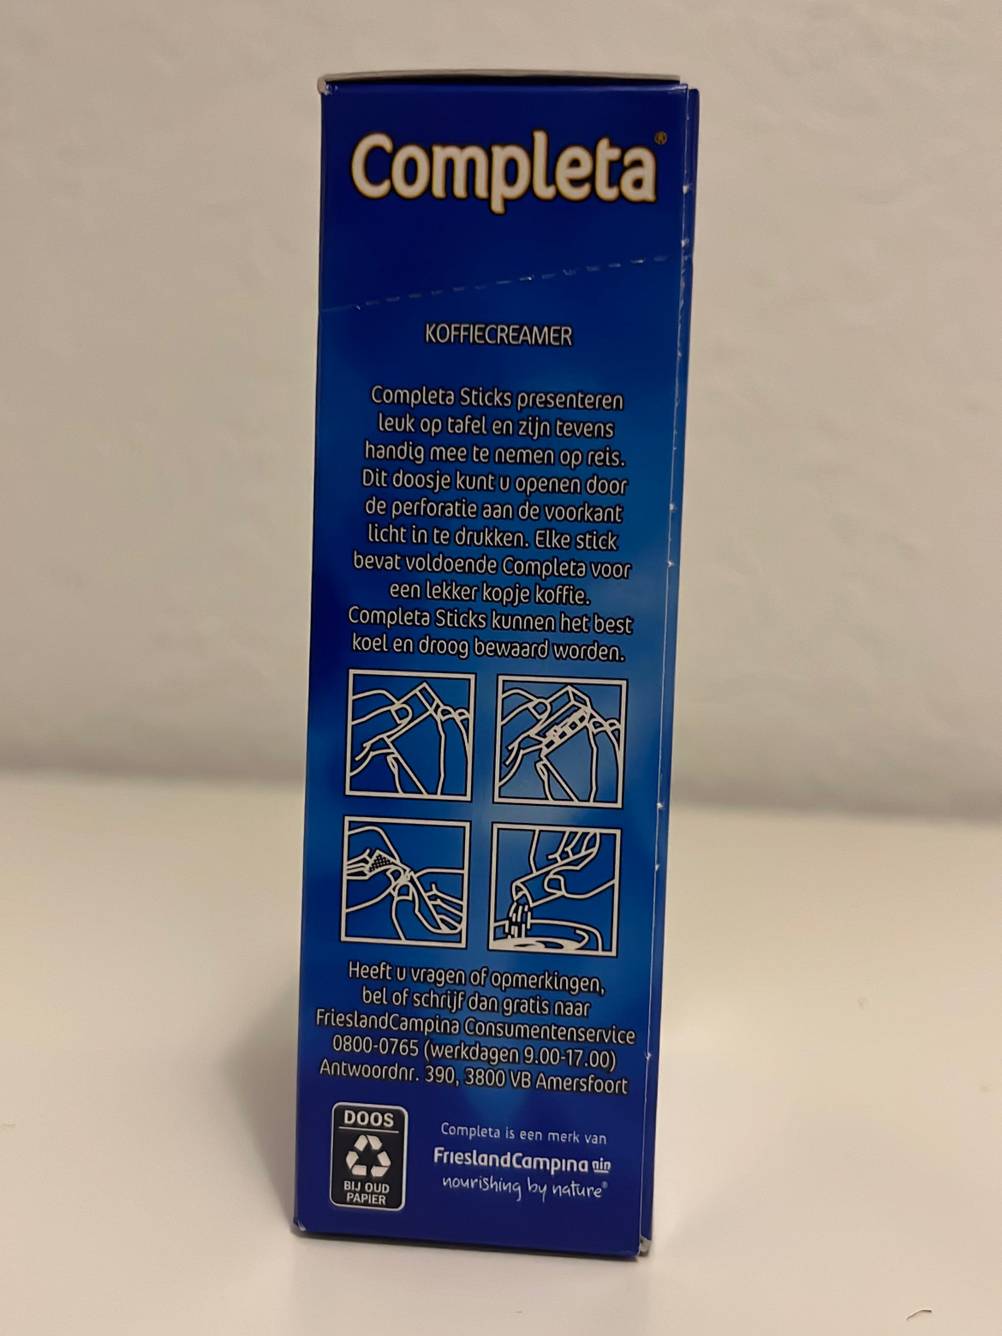 Completa®
KOFFIECREAMER
Completa Sticks presenteren
leuk op tafel en zijn tevens
handig mee te nemen op reis.
Dit doosje kunt u openen door
de perforatie aan de voorkant
licht in te drukken. Elke stick
bevat voldoende Completa voor
een lekker kopje koffie.
Completa Sticks kunnen het best
koel en droog bewaard worden.
Heeft u vragen of opmerkingen,
bel of schrijf dan gratis naar
FrieslandCampina Consumentenservice
0800-0765 (werkdagen 9.00-17.00)
Antwoordnr. 390, 3800 VB Amersfoort
DOOS
BIJ OUD
PAPIER
Completa is een merk van
FrieslandCampina
nourishing by nature®